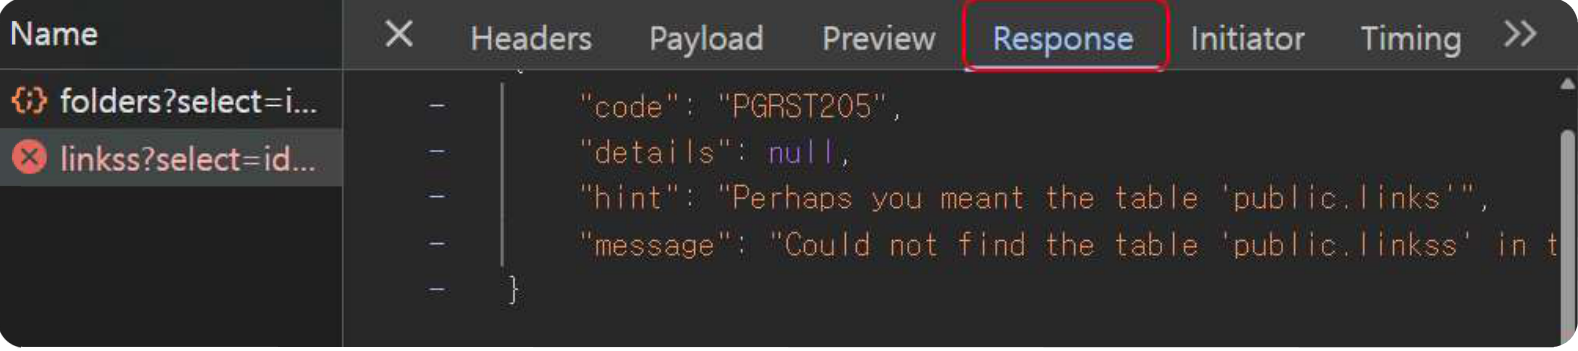 Name
Headers Payload Preview Response Initiator Timing
folders?select=i...
linkss?select=id...
{
"code": "PGRST205",
"details": null,
"hint": "Perhaps you meant the table 'public.links'",
"message": "Could not find the table 'public.linkss' in t
}